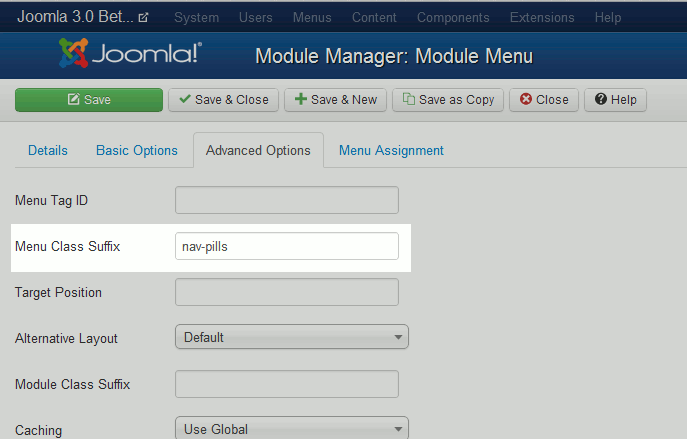 Joomla 3.0 Bet... System Users Menus Content Components Extensions Help
Joomla!® Module Manager: Module Menu
Save Save & Close Save & New Save as Copy Close Help
Details Basic Options Advanced Options Menu Assignment
Menu Tag ID
Menu Class Suffix nav-pills
Target Position
Alternative Layout Default
Module Class Suffix
Caching Use Global